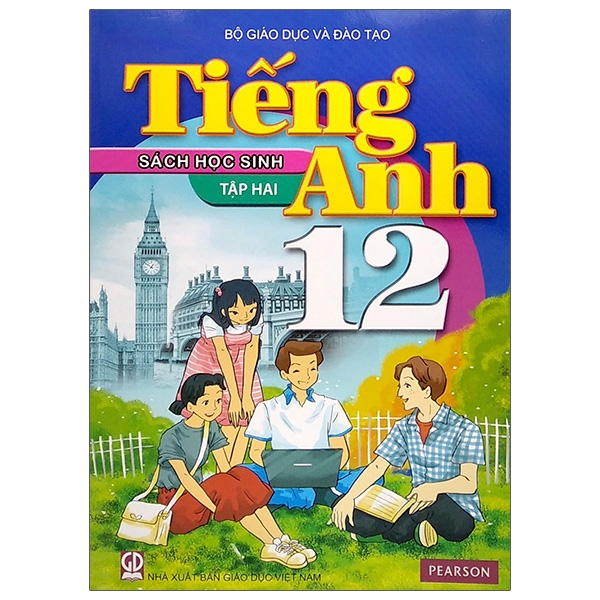 BỘ GIÁO DỤC VÀ ĐÀO TẠO
Tiếng
Anh
SÁCH HỌC SINH
TẬP HAI
12
GD
NHÀ XUẤT BẢN GIÁO DỤC VIỆT NAM
PEARSON